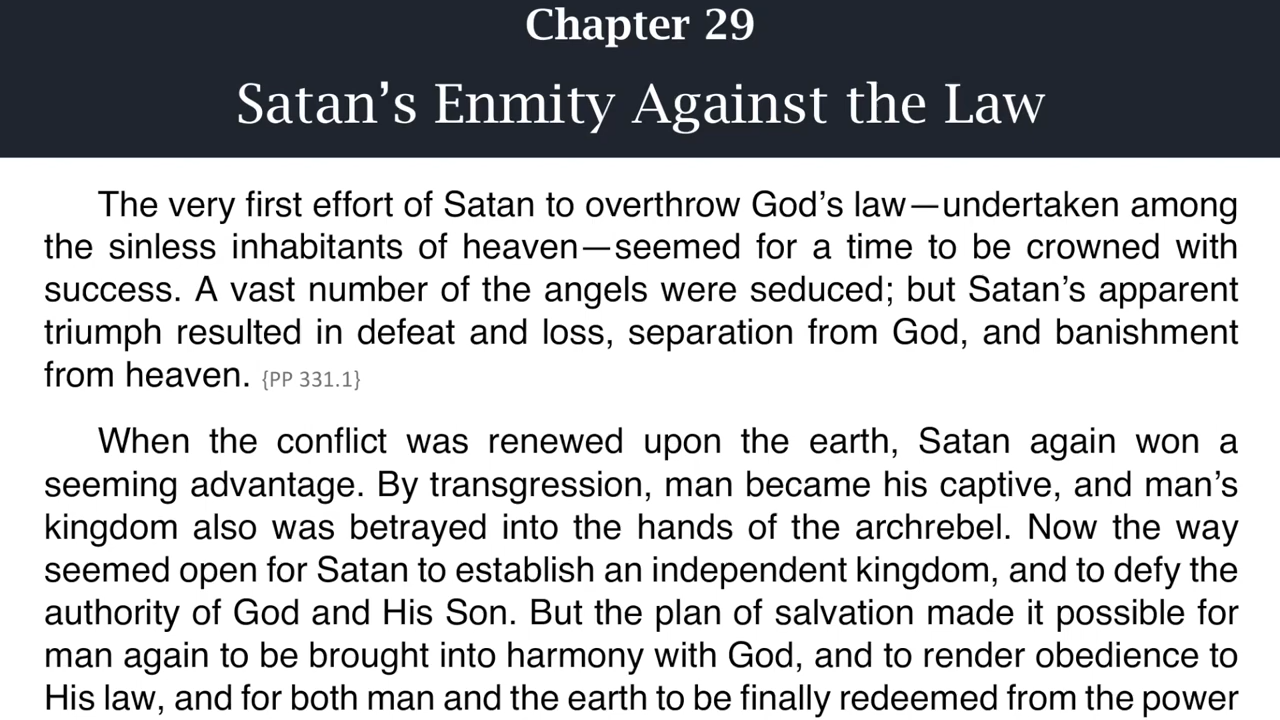 Chapter 29
Satan’s Enmity Against the Law
The very first effort of Satan to overthrow God’s law—undertaken among
the sinless inhabitants of heaven—seemed for a time to be crowned with
success. A vast number of the angels were seduced; but Satan’s apparent
triumph resulted in defeat and loss, separation from God, and banishment
from heaven. {PP 331.1}
When the conflict was renewed upon the earth, Satan again won a
seeming advantage. By transgression, man became his captive, and man’s
kingdom also was betrayed into the hands of the archrebel. Now the way
seemed open for Satan to establish an independent kingdom, and to defy the
authority of God and His Son. But the plan of salvation made it possible for
man again to be brought into harmony with God, and to render obedience to
His law, and for both man and the earth to be finally redeemed from the power